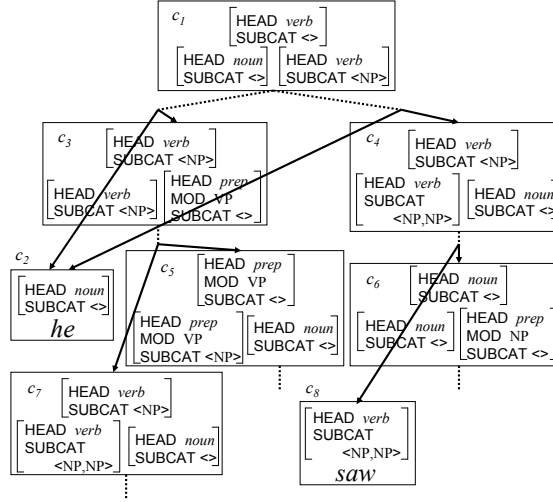 c1
HEAD verb
SUBCAT <>
HEAD noun
SUBCAT <>
HEAD verb
SUBCAT <NP>
c3
HEAD verb
SUBCAT <NP>
HEAD verb
SUBCAT <NP>
HEAD prep
MOD VP
SUBCAT <>
c4
HEAD verb
SUBCAT <NP>
HEAD verb
SUBCAT
<NP,NP>
HEAD noun
SUBCAT <>
c2
HEAD noun
SUBCAT <>
he
c5
HEAD prep
MOD VP
SUBCAT <>
HEAD prep
MOD VP
SUBCAT <NP>
HEAD noun
SUBCAT <>
c6
HEAD noun
SUBCAT <>
HEAD noun
SUBCAT <>
HEAD prep
MOD NP
SUBCAT <>
c7
HEAD verb
SUBCAT <NP>
HEAD verb
SUBCAT
<NP,NP>
HEAD noun
SUBCAT <>
c8
HEAD verb
SUBCAT
<NP,NP>
saw